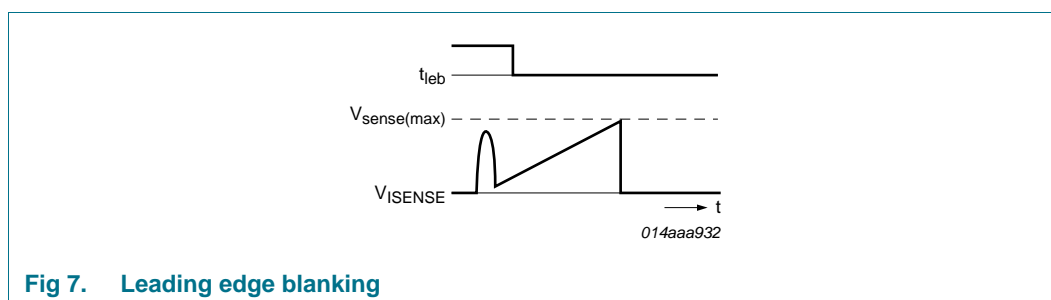 tleb
Vsense(max)
VISENSE
t
014aaa932
Fig 7. Leading edge blanking